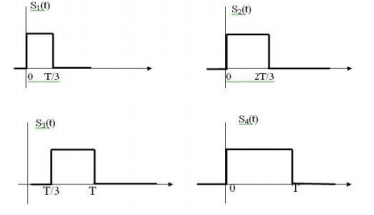 S₁(t)
S₂(t)
0 T/3
0 2T/3
S₃(t)
S₄(t)
T/3 T
0 T